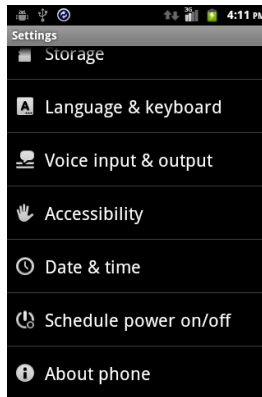 3G
4:11 PM
Settings
Storage
Language & keyboard
A
Voice input & output
Accessibility
Date & time
Schedule power on/off
About phone